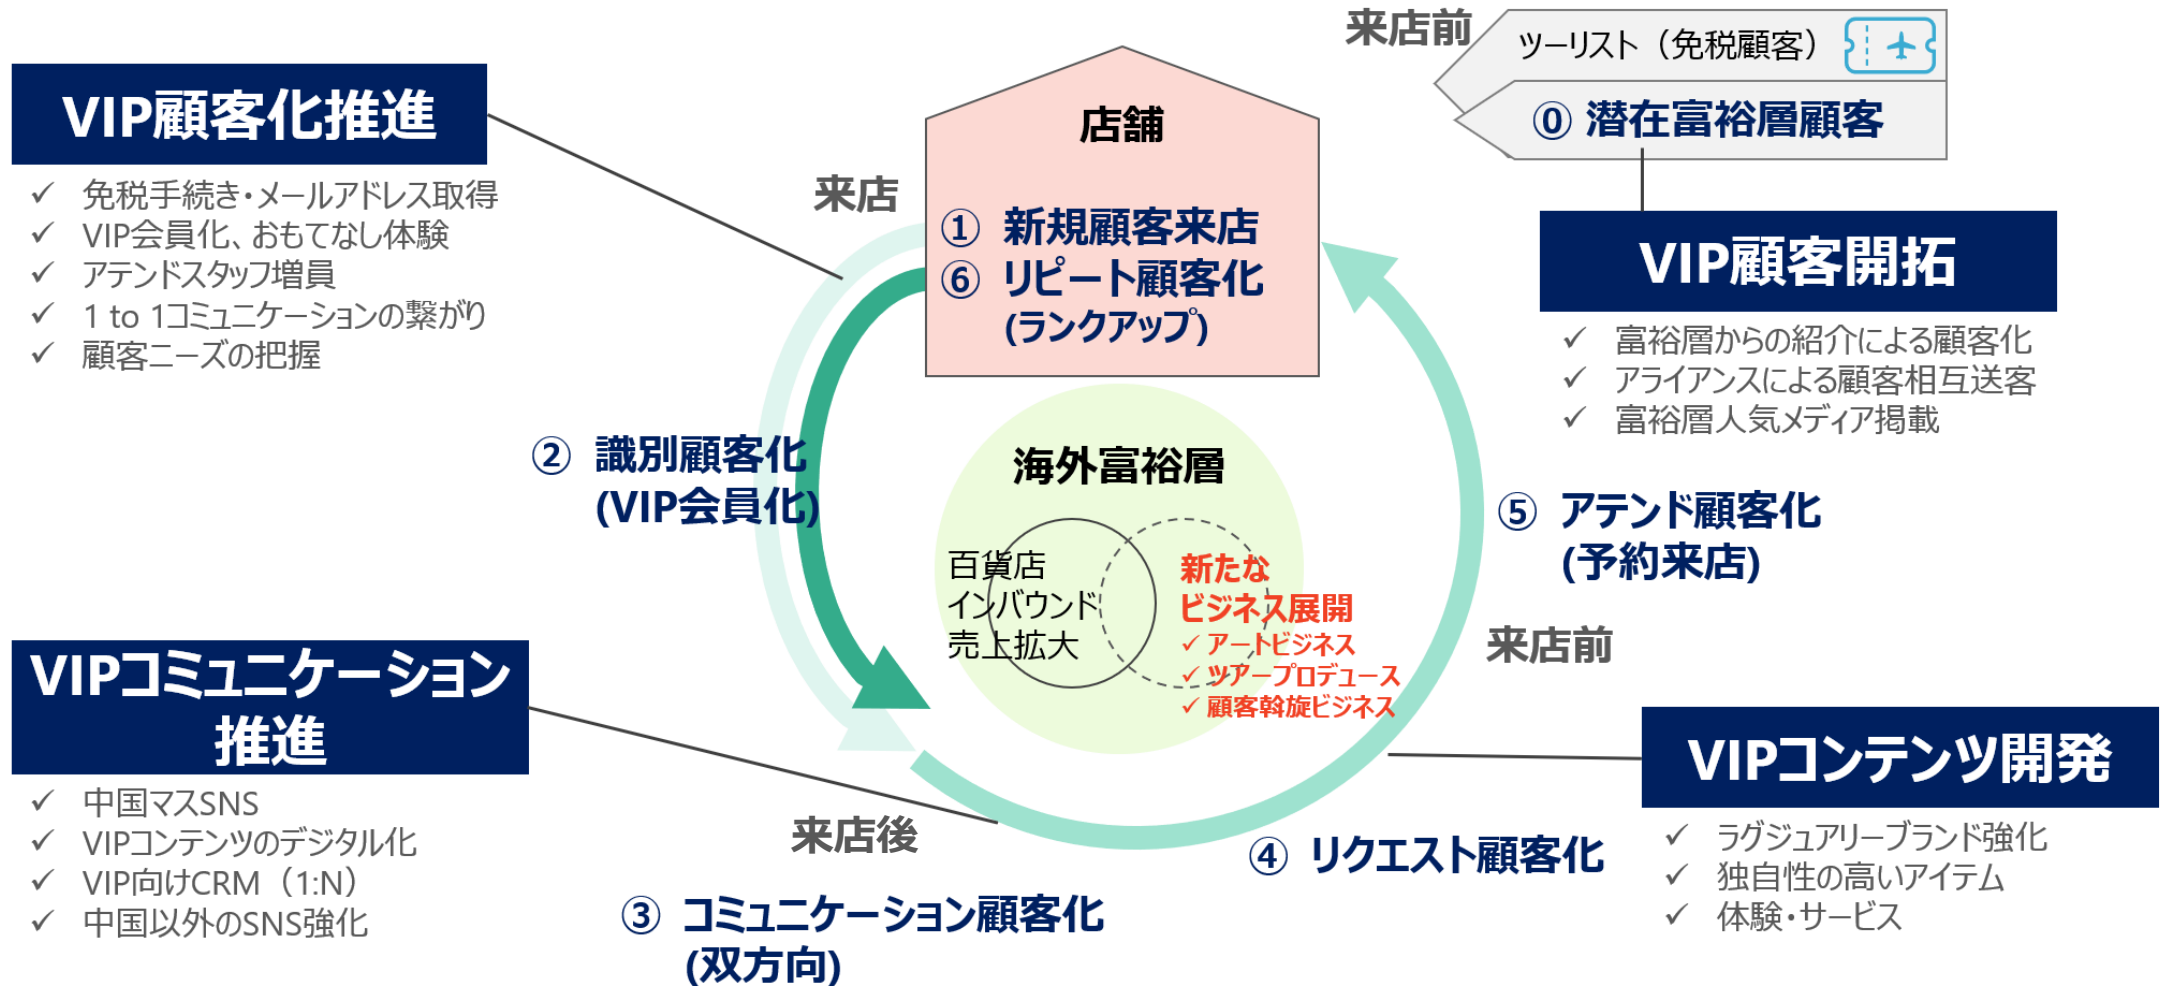 来店前
ツーリスト（免税顧客）
⓪ 潜在富裕層顧客
VIP顧客化推進
✓ 免税手続き・メールアドレス取得
✓ VIP会員化、おもてなし体験
✓ アテンドスタッフ増員
✓ 1 to 1コミュニケーションの繋がり
✓ 顧客ニーズの把握
店舗
来店
① 新規顧客来店
⑥ リピート顧客化
(ランクアップ)
VIP顧客開拓
✓ 富裕層からの紹介による顧客化
✓ アライアンスによる顧客相互送客
✓ 富裕層人気メディア掲載
② 識別顧客化
(VIP会員化)
海外富裕層
百貨店
インバウンド
売上拡大
新たな
ビジネス展開
✓ アートビジネス
✓ ツアープロデュース
✓ 顧客斡旋ビジネス
⑤ アテンド顧客化
(予約来店)
来店前
VIPコミュニケーション
推進
✓ 中国マスSNS
✓ VIPコンテンツのデジタル化
✓ VIP向けCRM（1:N）
✓ 中国以外のSNS強化
来店後
③ コミュニケーション顧客化
(双方向)
④ リクエスト顧客化
VIPコンテンツ開発
✓ ラグジュアリーブランド強化
✓ 独自性の高いアイテム
✓ 体験・サービス